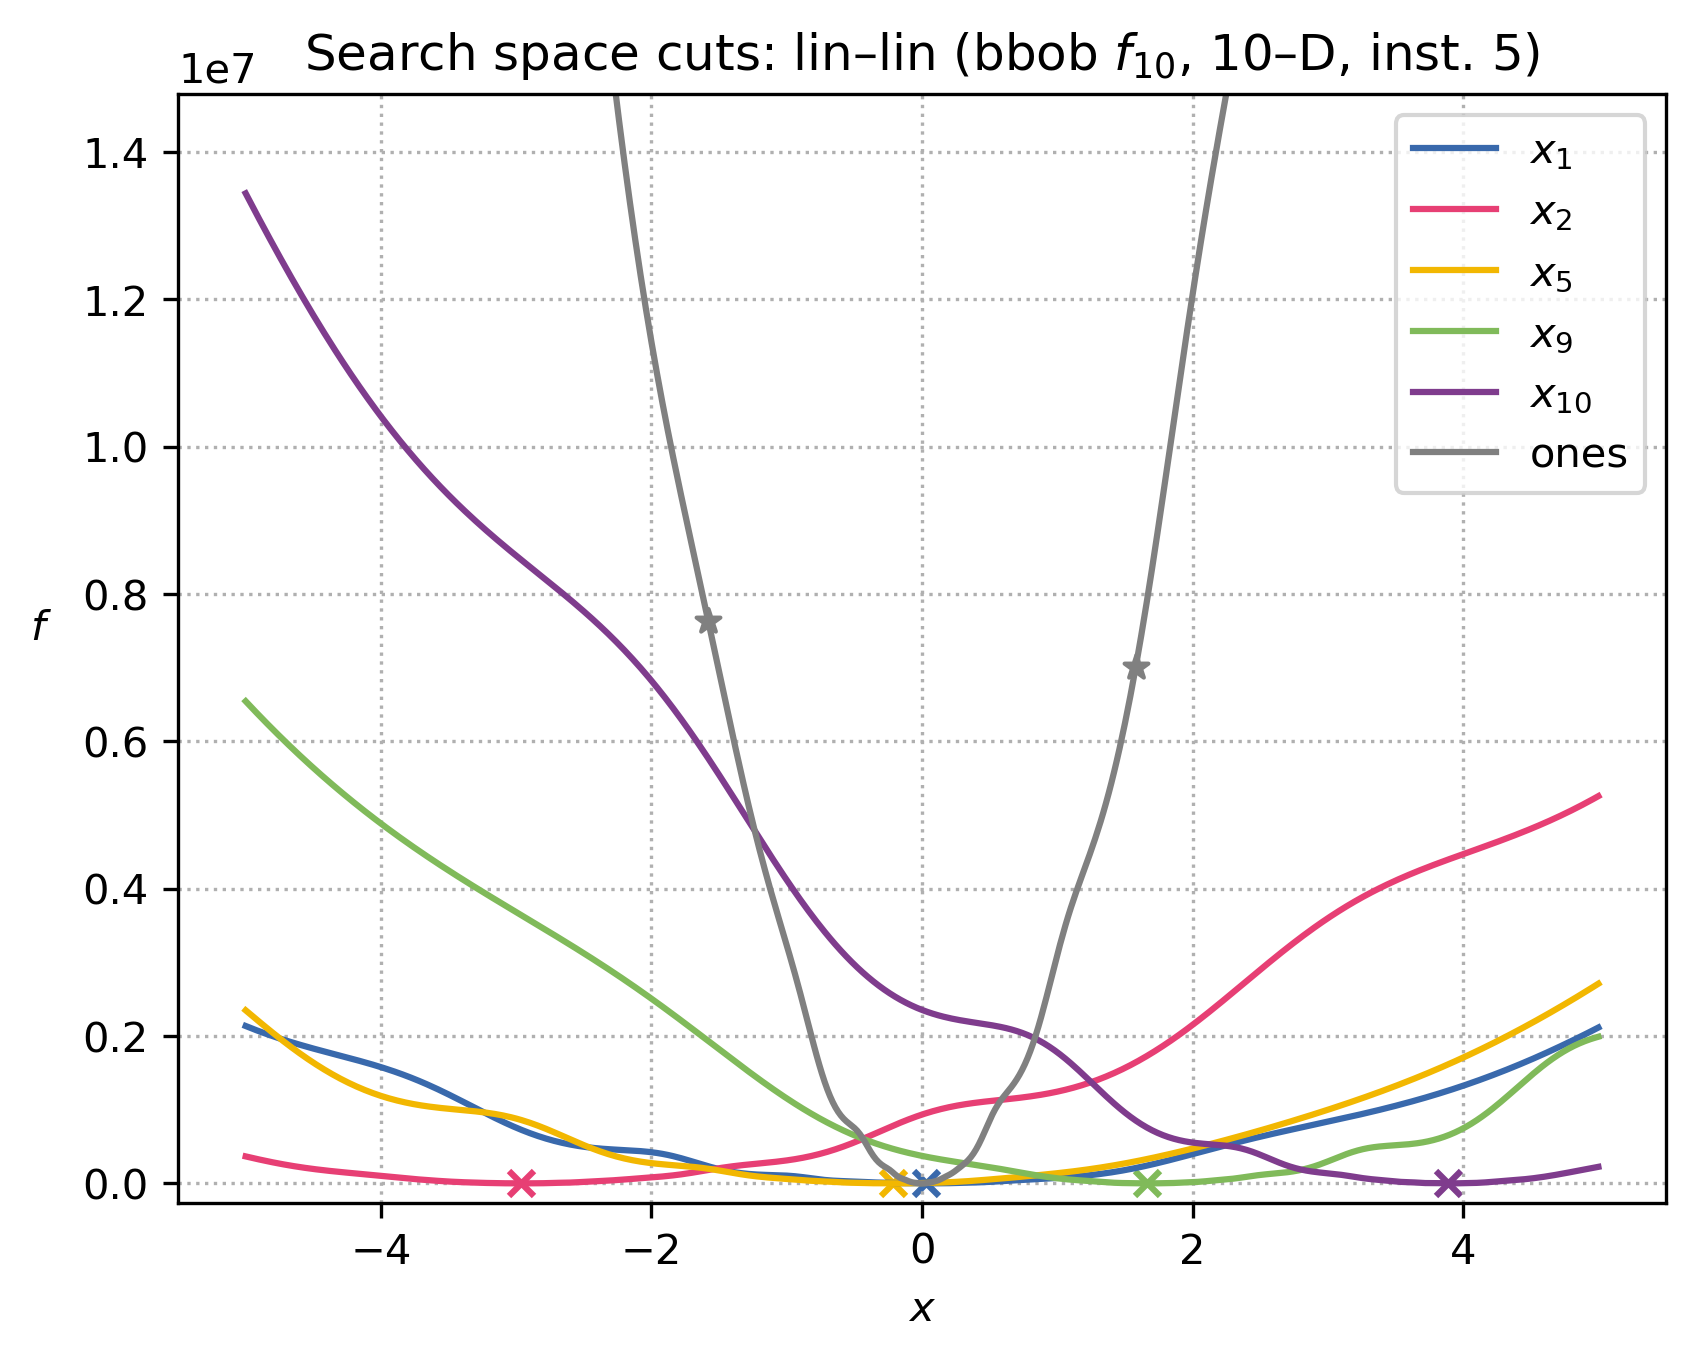 Search space cuts: lin–lin (bbob f₁₀, 10–D, inst. 5)
1e7
1.4
1.2
1.0
0.8
0.6
0.4
0.2
0.0
f
−4
−2
0
2
4
x
x₁
x₂
x₅
x₉
x₁₀
ones